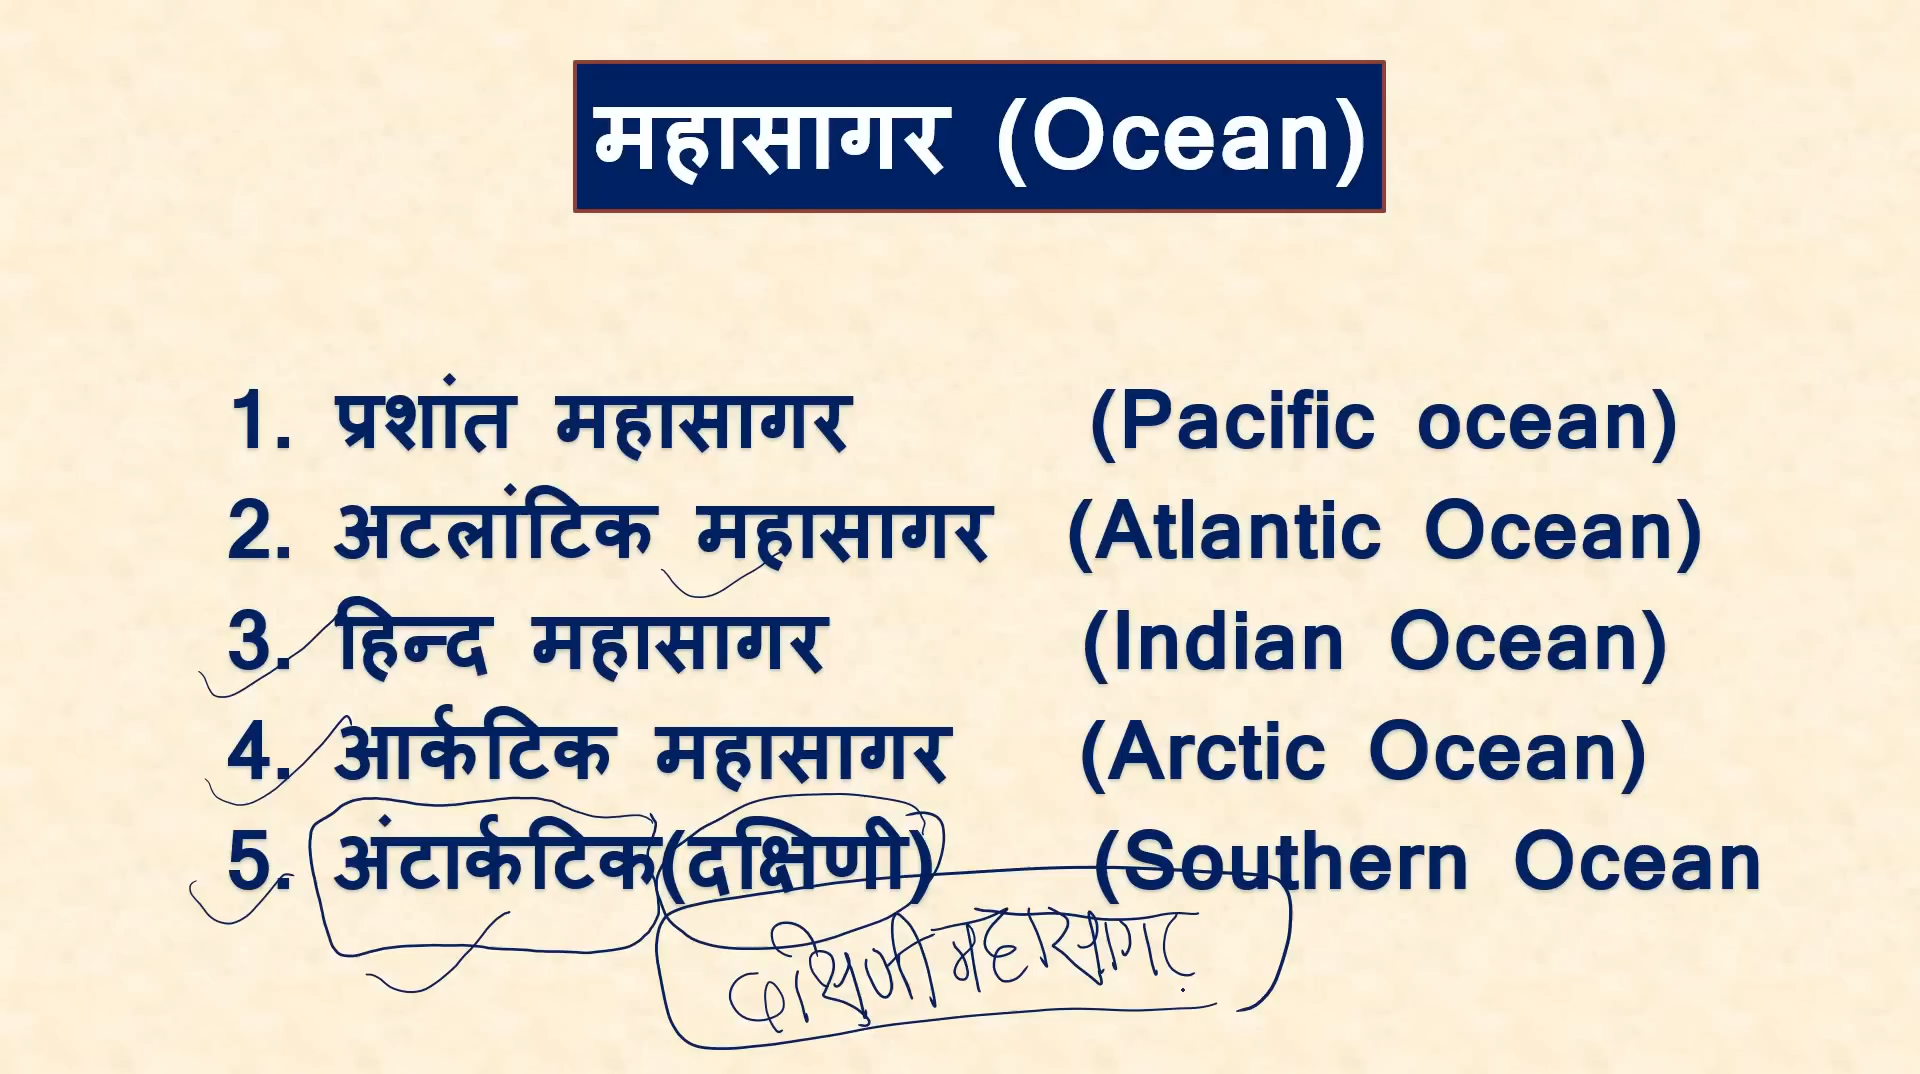 महासागर (Ocean)
1. प्रशांत महासागर (Pacific ocean)
2. अटलांटिक महासागर (Atlantic Ocean)
3. हिन्द महासागर (Indian Ocean)
4. आर्कटिक महासागर (Arctic Ocean)
5. अंटार्कटिक(दक्षिणी) (Southern Ocean
महासागर